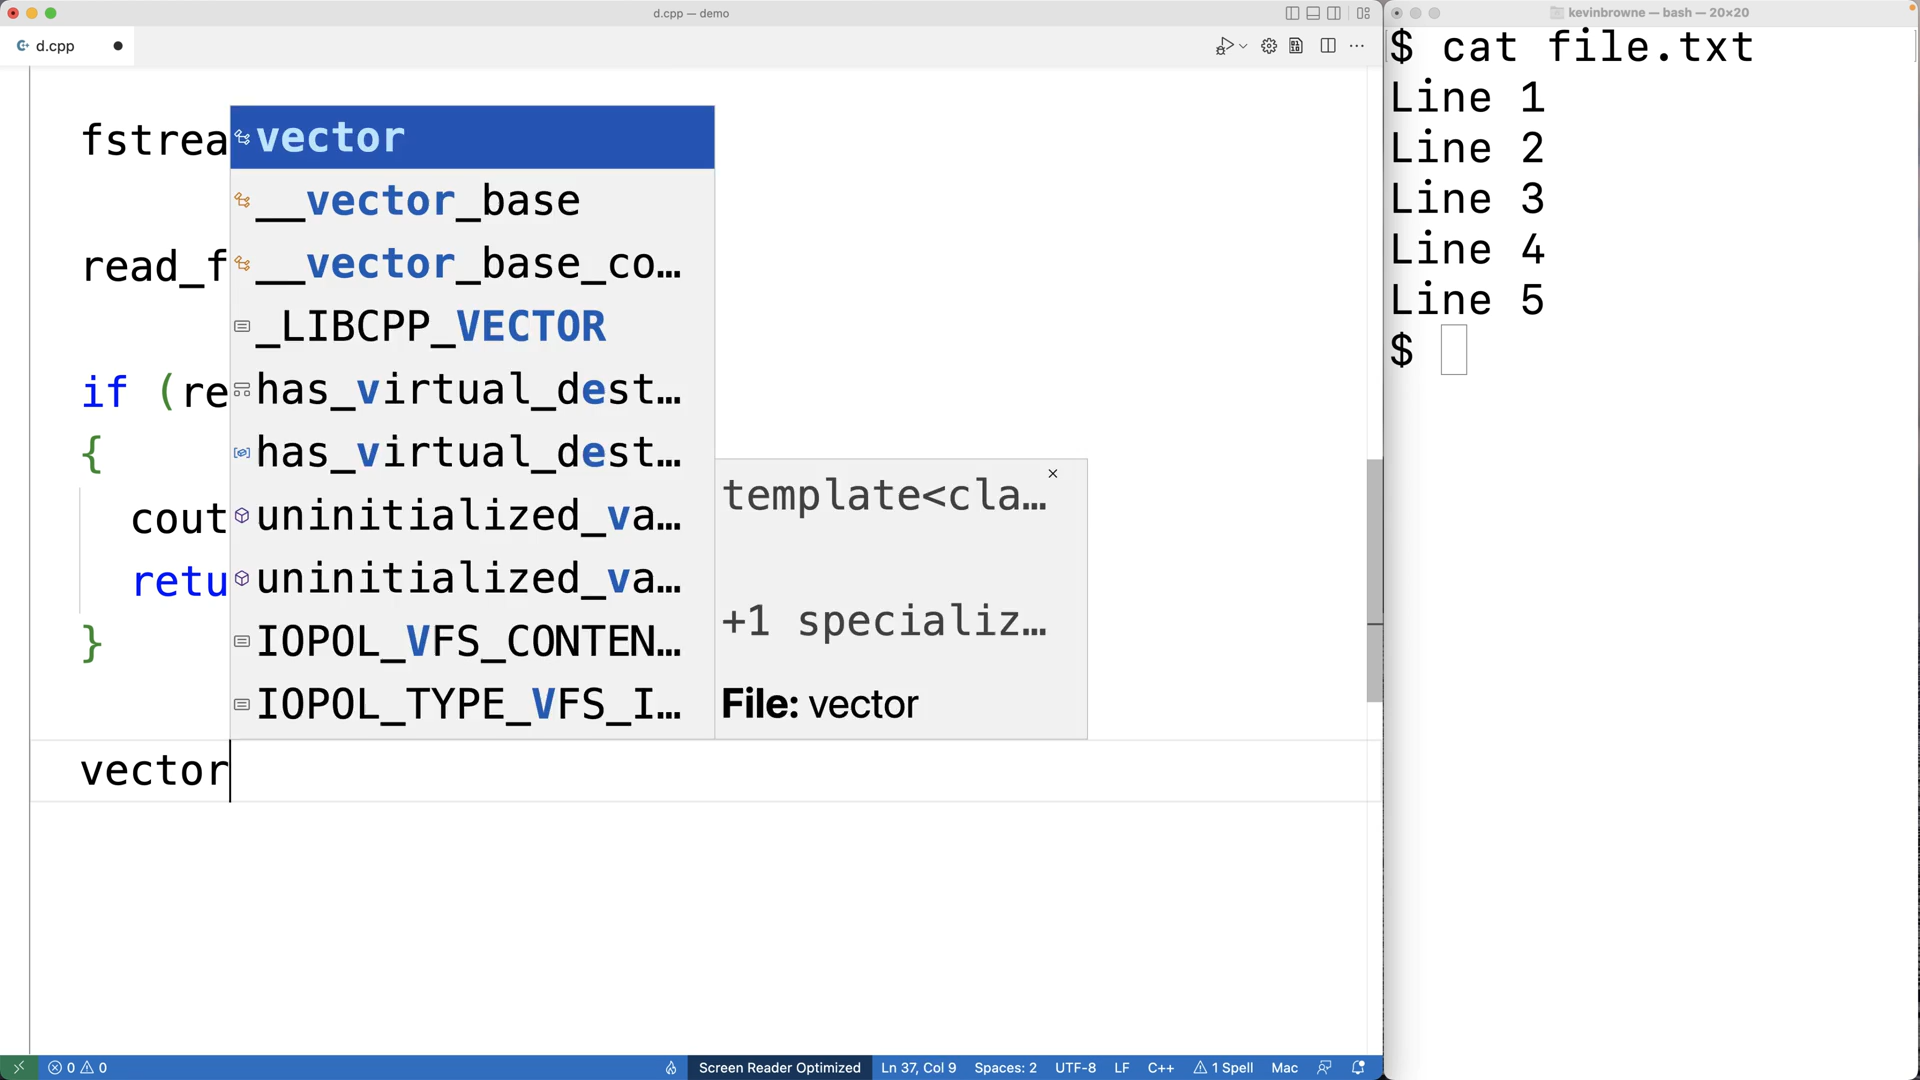 d.cpp — demo
d.cpp
fstrea
read_f
if (re
{
cout
retu
}
vector
vector
__vector_base
__vector_base_co…
_LIBCPP_VECTOR
has_virtual_dest…
has_virtual_dest…
uninitialized_va…
uninitialized_va…
IOPOL_VFS_CONTEN…
IOPOL_TYPE_VFS_I…
template<cla…
+1 specializ…
File: vector
0 0 Screen Reader Optimized Ln 37, Col 9 Spaces: 2 UTF-8 LF C++ 1 Spell Mac
kevinbrowne — bash — 20×20
$ cat file.txt
Line 1
Line 2
Line 3
Line 4
Line 5
$